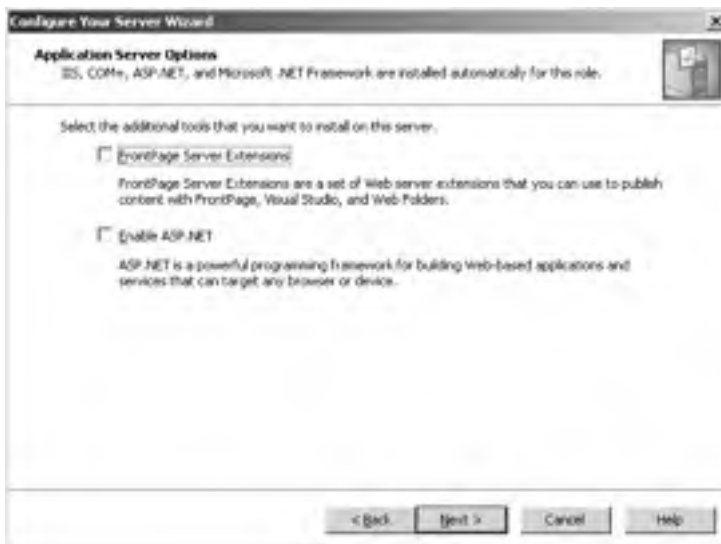 Configure Your Server Wizard
Application Server Options
IIS, COM+, ASP.NET, and Microsoft .NET Framework are installed automatically for this role.
Select the additional tools that you want to install on this server.
FrontPage Server Extensions
FrontPage Server Extensions are a set of Web server extensions that you can use to publish
content with FrontPage, Visual Studio, and Web Folders.
Enable ASP.NET
ASP.NET is a powerful programming framework for building Web-based applications and
services that can target any browser or device.
< Back Next > Cancel Help